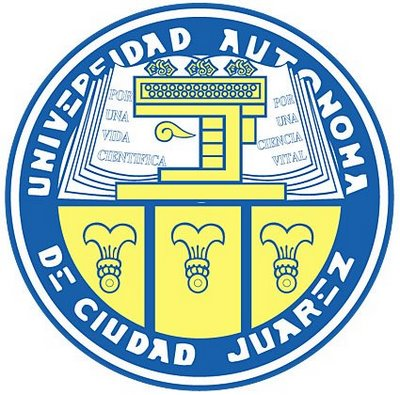 UNIVERSIDAD AUTONOMA
DE CIUDAD JUAREZ
POR
UNA
VIDA
CIENTIFICA
POR
UNA
CIENCIA
VITAL